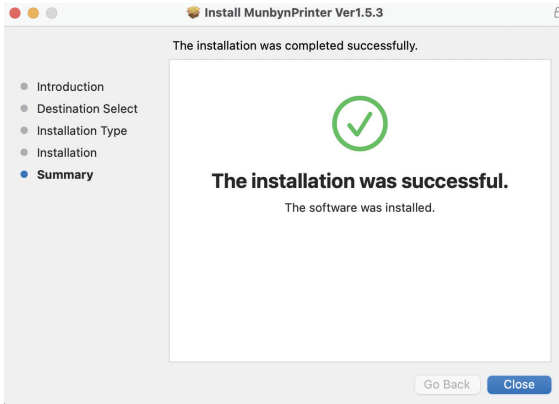 Install MunbynPrinter Ver1.5.3
The installation was completed successfully.
Introduction
Destination Select
Installation Type
Installation
Summary
The installation was successful.
The software was installed.
Go Back
Close